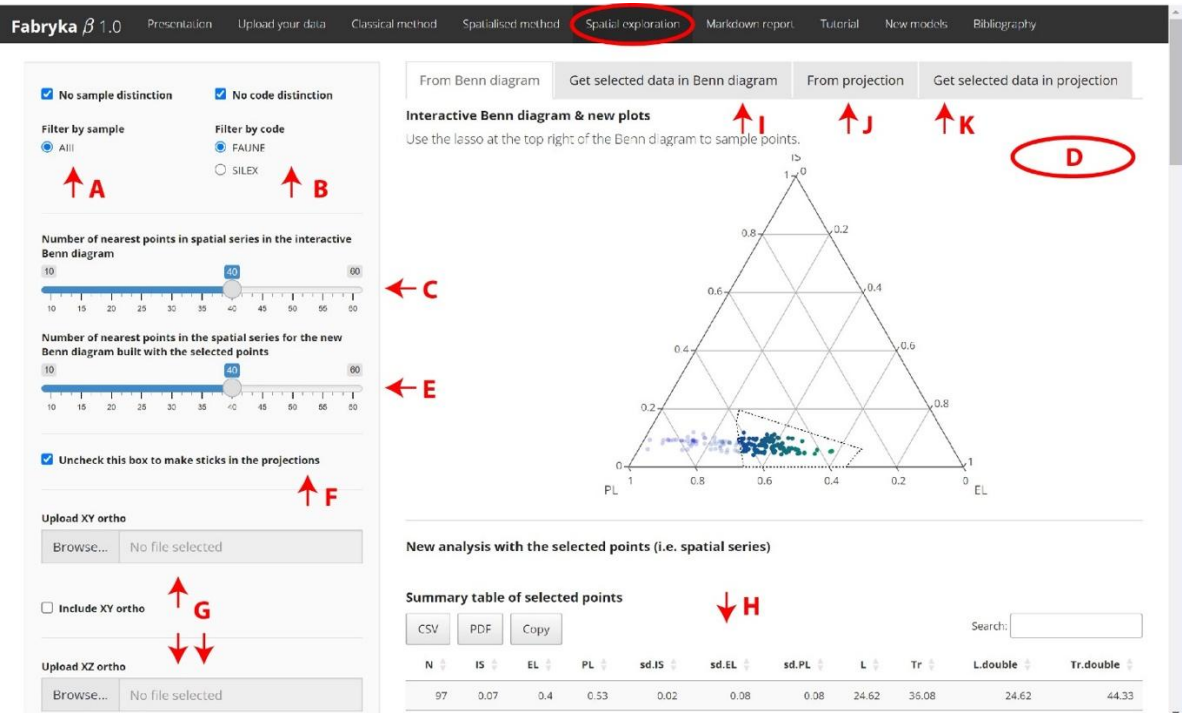 Fabryka β 1.0 Presentation Upload your data Classical method Spatialised method Spatial exploration Markdown report Tutorial New models Bibliography
No sample distinction No code distinction
Filter by sample Filter by code
AIII FAUNE
SILEX
A B
Number of nearest points in spatial series in the interactive
Benn diagram
10 40 60
10 15 20 25 30 35 40 45 50 55 60
C
Number of nearest points in the spatial series for the new
Benn diagram built with the selected points
10 40 60
10 15 20 25 30 35 40 45 50 55 60
E
Uncheck this box to make sticks in the projections
F
Upload XY ortho
Browse... No file selected
Include XY ortho
G
Upload XZ ortho
Browse... No file selected
From Benn diagram Get selected data in Benn diagram From projection Get selected data in projection
I J K
Interactive Benn diagram & new plots
Use the lasso at the top right of the Benn diagram to sample points.
D
IS
1 0
0.8 0.2
0.6 0.4
0.4 0.6
0.2 0.8
0 1
1 0.8 0.6 0.4 0.2 0
PL EL
New analysis with the selected points (i.e. spatial series)
Summary table of selected points
H
CSV PDF Copy Search:
N IS EL PL sd.IS sd.EL sd.PL L Tr L.double Tr.double
97 0.07 0.4 0.53 0.02 0.08 0.08 24.62 36.08 24.62 44.33